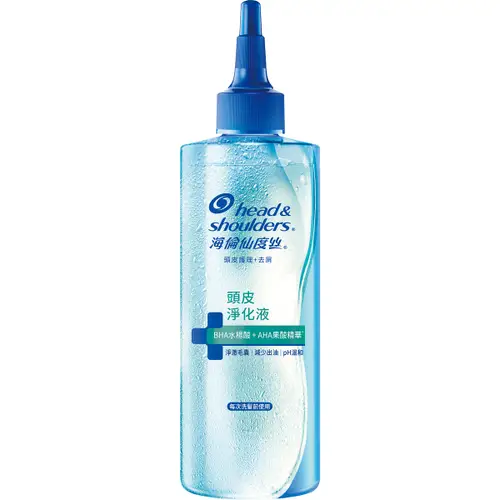 head&
shoulders®
海倫仙度絲®
頭皮護理+去屑
頭皮
淨化液
BHA水楊酸+AHA果酸精華
淨澈毛囊|減少出油|pH溫和
每次洗髮前使用